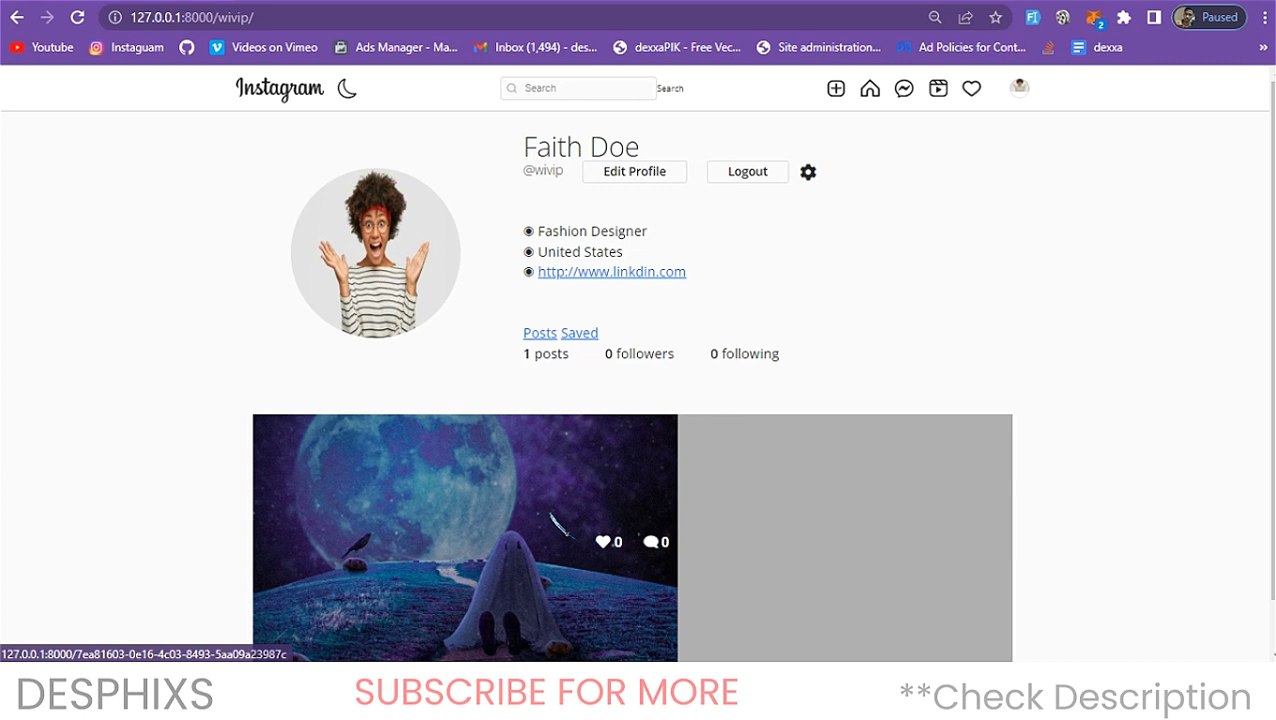 127.0.0.1:8000/wivip/
Paused
Youtube
Instaguam
Videos on Vimeo
Ads Manager - Ma...
Inbox (1,494) - des...
dexxaPIK - Free Vec...
Site administration...
Ad Policies for Cont...
dexxa
»
Instagram
Search
Search
Faith Doe
@wivip
Edit Profile
Logout
Fashion Designer
United States
http://www.linkdin.com
Posts Saved
1 posts 0 followers 0 following
0 0
127.0.0.1:8000/7ea81603-0e16-4c03-8493-5aa09a23987c
DESPHIXS
SUBSCRIBE FOR MORE
**Check Description